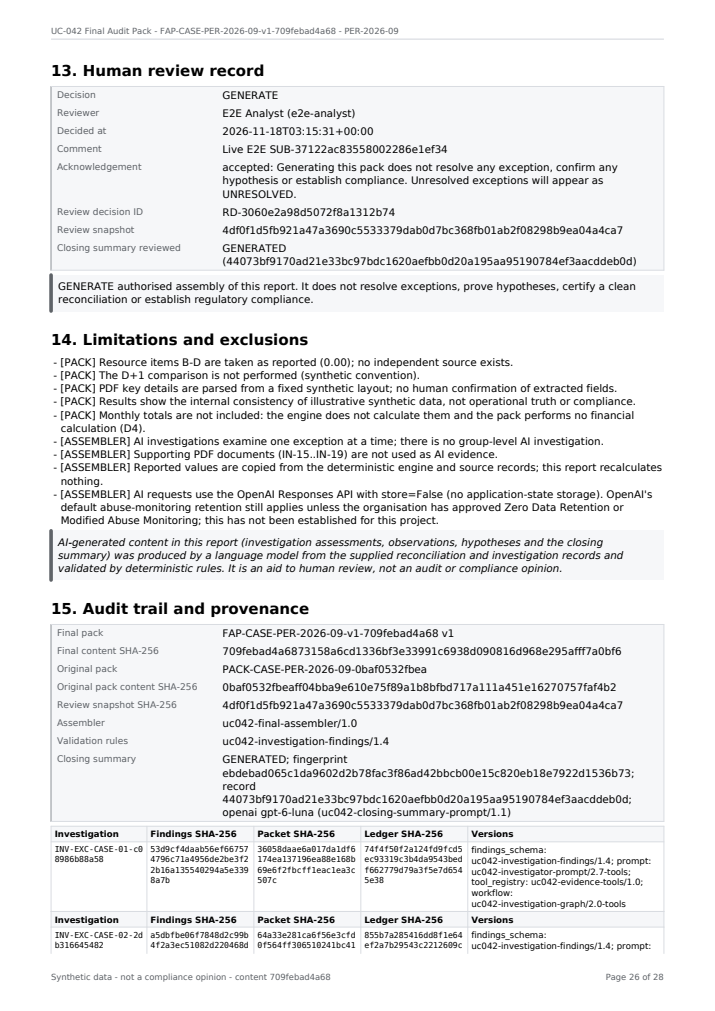 UC-042 Final Audit Pack - FAP-CASE-PER-2026-09-v1-709febad4a68 - PER-2026-09
13. Human review record
Decision GENERATE
Reviewer E2E Analyst (e2e-analyst)
Decided at 2026-11-18T03:15:31+00:00
Comment Live E2E SUB-37122ac83558002286e1ef34
Acknowledgement accepted: Generating this pack does not resolve any exception, confirm any
hypothesis or establish compliance. Unresolved exceptions will appear as
UNRESOLVED.
Review decision ID RD-3060e2a98d5072f8a1312b74
Review snapshot 4df0f1d5fb921a47a3690c5533379dab0d7bc368fb01ab2f08298b9ea04a4ca7
Closing summary reviewed GENERATED
(44073bf9170ad21e33bc97bdc1620aefbb0d20a195aa95190784ef3aacddeb0d)
GENERATE authorised assembly of this report. It does not resolve exceptions, prove hypotheses, certify a clean
reconciliation or establish regulatory compliance.
14. Limitations and exclusions
- [PACK] Resource items B-D are taken as reported (0.00); no independent source exists.
- [PACK] The D+1 comparison is not performed (synthetic convention).
- [PACK] PDF key details are parsed from a fixed synthetic layout; no human confirmation of extracted fields.
- [PACK] Results show the internal consistency of illustrative synthetic data, not operational truth or compliance.
- [PACK] Monthly totals are not included: the engine does not calculate them and the pack performs no financial
calculation (D4).
- [ASSEMBLER] AI investigations examine one exception at a time; there is no group-level AI investigation.
- [ASSEMBLER] Supporting PDF documents (IN-15..IN-19) are not used as AI evidence.
- [ASSEMBLER] Reported values are copied from the deterministic engine and source records; this report recalculates
nothing.
- [ASSEMBLER] AI requests use the OpenAI Responses API with store=False (no application-state storage). OpenAI's
default abuse-monitoring retention still applies unless the organisation has approved Zero Data Retention or
Modified Abuse Monitoring; this has not been established for this project.
AI-generated content in this report (investigation assessments, observations, hypotheses and the closing
summary) was produced by a language model from the supplied reconciliation and investigation records and
validated by deterministic rules. It is an aid to human review, not an audit or compliance opinion.
15. Audit trail and provenance
Final pack FAP-CASE-PER-2026-09-v1-709febad4a68 v1
Final content SHA-256 709febad4a6873158a6cd1336bf3e33991c6938d090816d968e295afff7a0bf6
Original pack PACK-CASE-PER-2026-09-0baf0532fbea
Original pack content SHA-256 0baf0532fbeaff04bba9e610e75f89a1b8bfbd717a111a451e16270757faf4b2
Review snapshot SHA-256 4df0f1d5fb921a47a3690c5533379dab0d7bc368fb01ab2f08298b9ea04a4ca7
Assembler uc042-final-assembler/1.0
Validation rules uc042-investigation-findings/1.4
Closing summary GENERATED; fingerprint
ebdebad065c1da9602d2b78fac3f86ad42bbcb00e15c820eb18e7922d1536b73;
record
44073bf9170ad21e33bc97bdc1620aefbb0d20a195aa95190784ef3aacddeb0d;
openai gpt-6-luna (uc042-closing-summary-prompt/1.1)
Investigation Findings SHA-256 Packet SHA-256 Ledger SHA-256 Versions
INV-EXC-CASE-01-c0 53d9cf4daab56ef66757 36058daae6a017da1df6 74f4f50f2a124fd9fcd5 findings_schema:
8986b88a58 4796c71a4956de2be3f2 174ea137196ea88e168b ec93319c3b4da9543bed uc042-investigation-findings/1.4; prompt:
2b16a135540294a5e339 69e6f2fbcff1eac1ea3c f662779d79a3f5e7d654 uc042-investigator-prompt/2.7-tools;
8a7b 507c 5e38 tool_registry: uc042-evidence-tools/1.0;
workflow:
uc042-investigation-graph/2.0-tools
Investigation Findings SHA-256 Packet SHA-256 Ledger SHA-256 Versions
INV-EXC-CASE-02-2d a5dbfbe06f7848d2c99b 64a33e281ca6f56e3cfd 855b7a285416dd8f1e64 findings_schema:
b316645482 4f2a3ec51082d220468d 0f564ff306510241bc41 ef2a7b29543c2212609c uc042-investigation-findings/1.4; prompt:
Synthetic data - not a compliance opinion - content 709febad4a68 Page 26 of 28